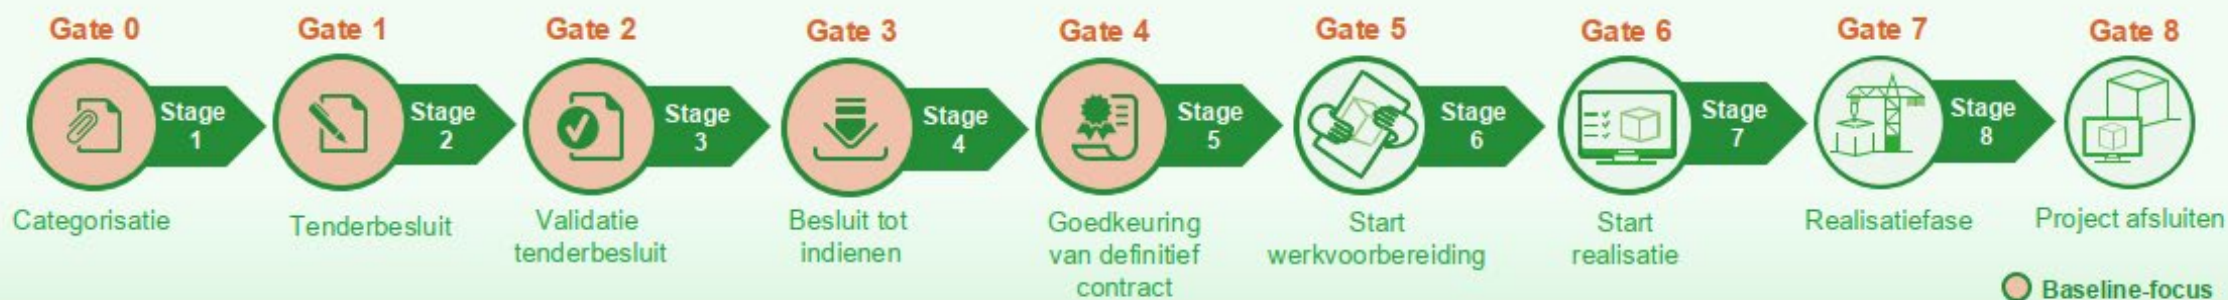 Gate 0
Gate 1
Gate 2
Gate 3
Gate 4
Gate 5
Gate 6
Gate 7
Gate 8
Stage
1
Stage
2
Stage
3
Stage
4
Stage
5
Stage
6
Stage
7
Stage
8
Categorisatie
Tenderbesluit
Validatie
tenderbesluit
Besluit tot
indienen
Goedkeuring
van definitief
contract
Start
werkvoorbereiding
Start
realisatie
Realisatiefase
Project afsluiten
Baseline-focus